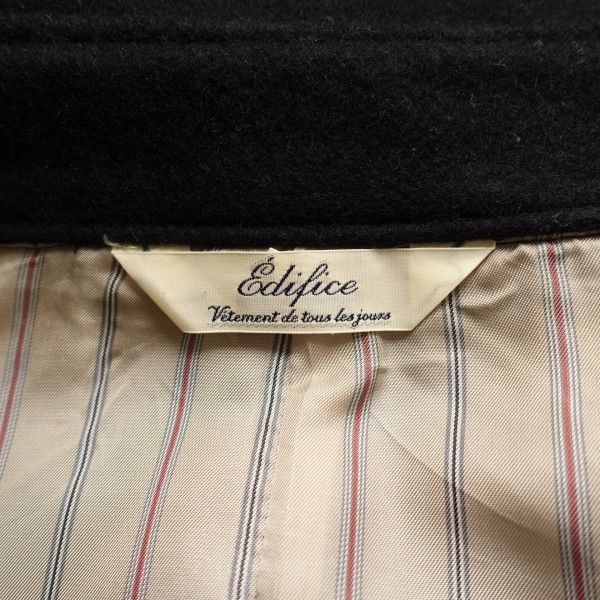 Édifice
Vêtement de tous les jours